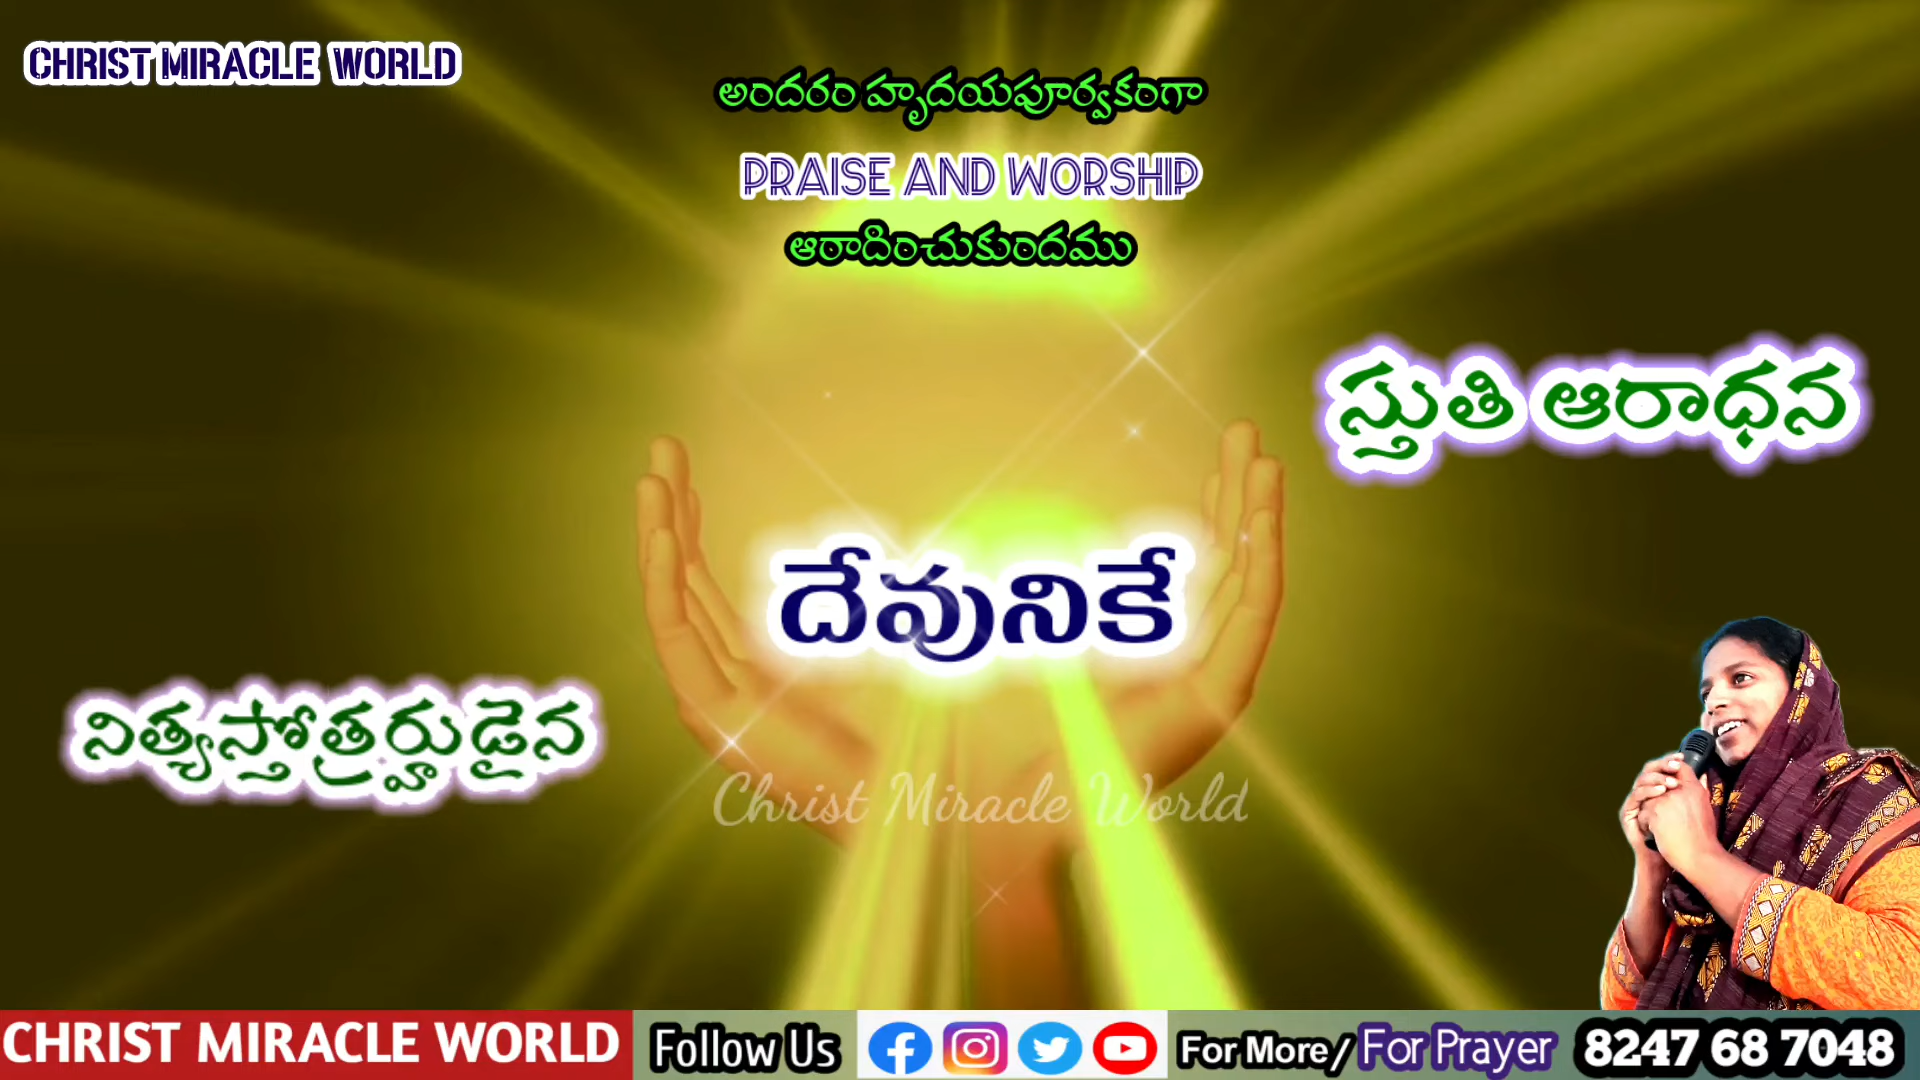 CHRIST MIRACLE WORLD
అందరం హృదయపూర్వకంగా
PRAISE AND WORSHIP
ఆరాదించుకుందము
స్తుతి ఆరాధన
దేవునికే
నిత్యస్తోత్రర్హుడైన
Christ Miracle World
CHRIST MIRACLE WORLD Follow Us For More/ For Prayer 8247 68 7048